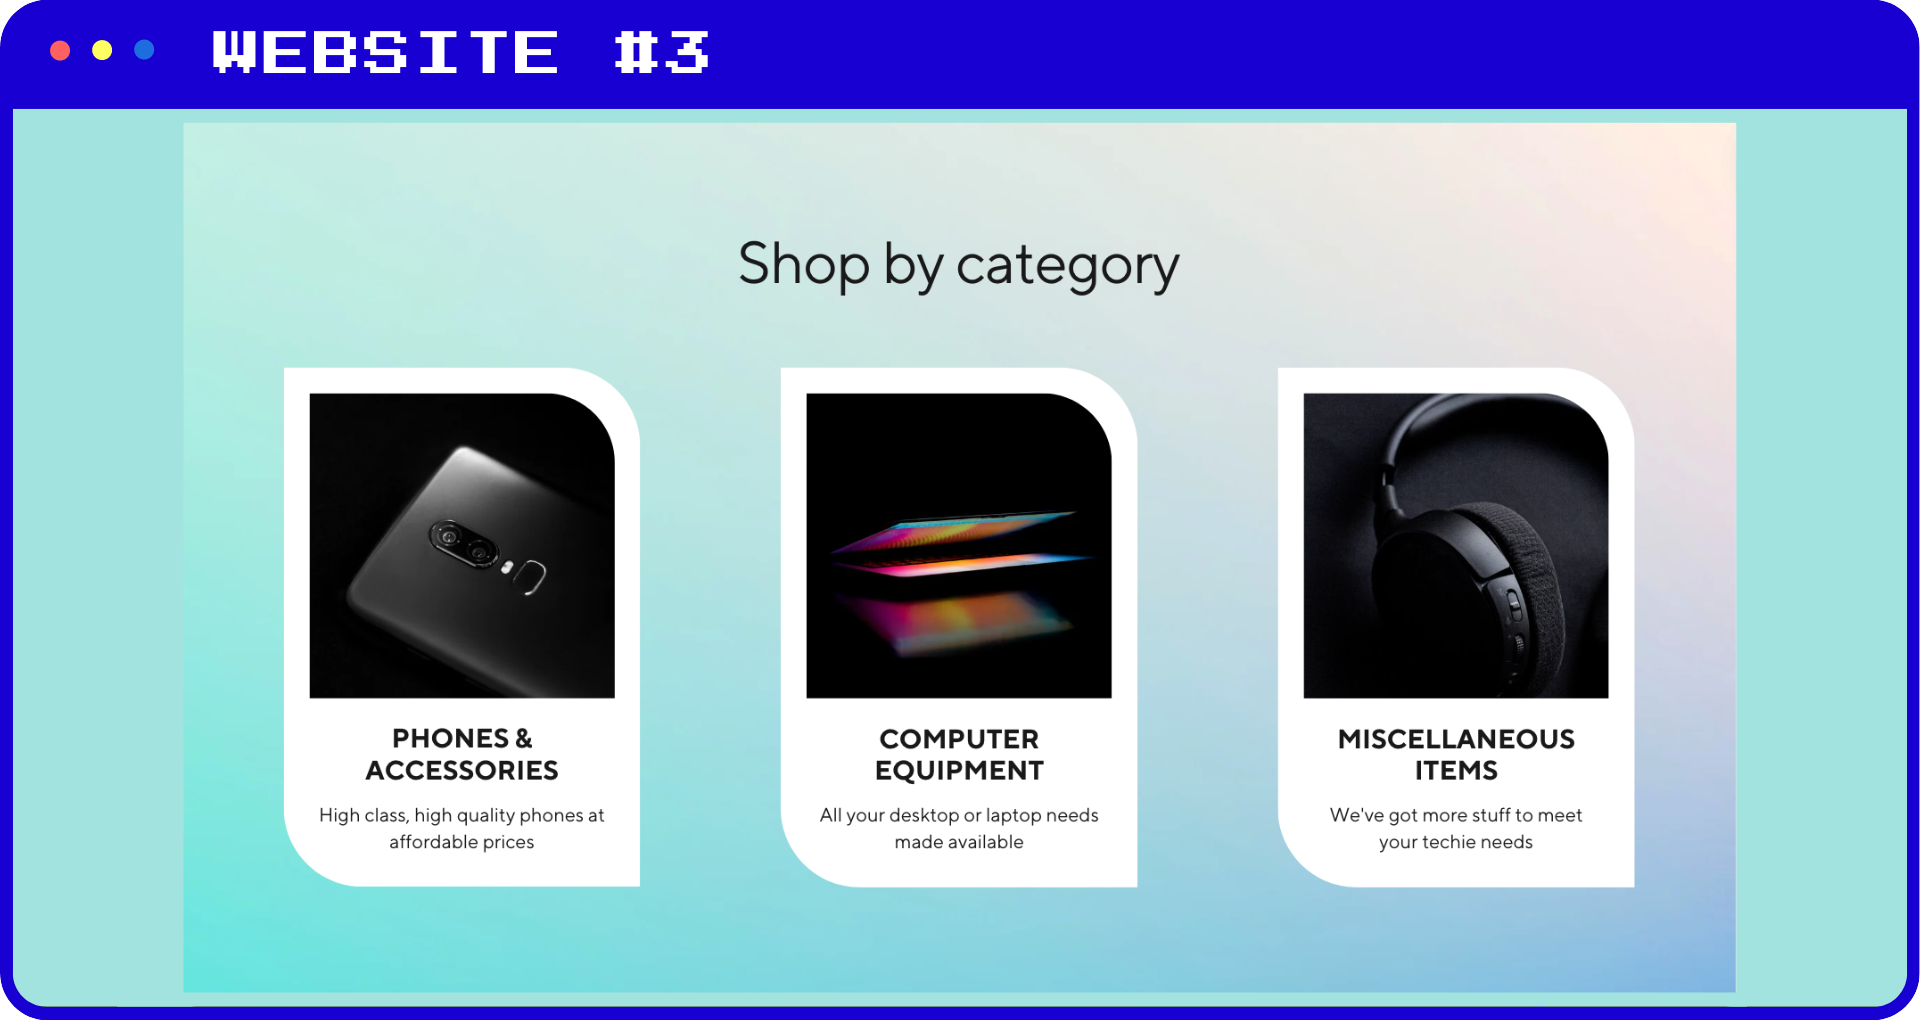 WEBSITE #3
Shop by category
PHONES &
ACCESSORIES
High class, high quality phones at
affordable prices
COMPUTER
EQUIPMENT
All your desktop or laptop needs
made available
MISCELLANEOUS
ITEMS
We've got more stuff to meet
your techie needs